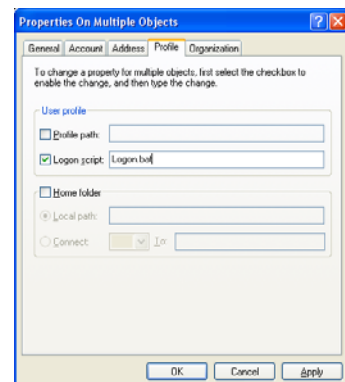 Properties On Multiple Objects
General Account Address Profile Organization
To change a property for multiple objects, first select the checkbox to
enable the change, and then type the change.
User profile
Profile path:
Logon script: Logon.bat
Home folder
Local path:
Connect: To:
OK Cancel Apply